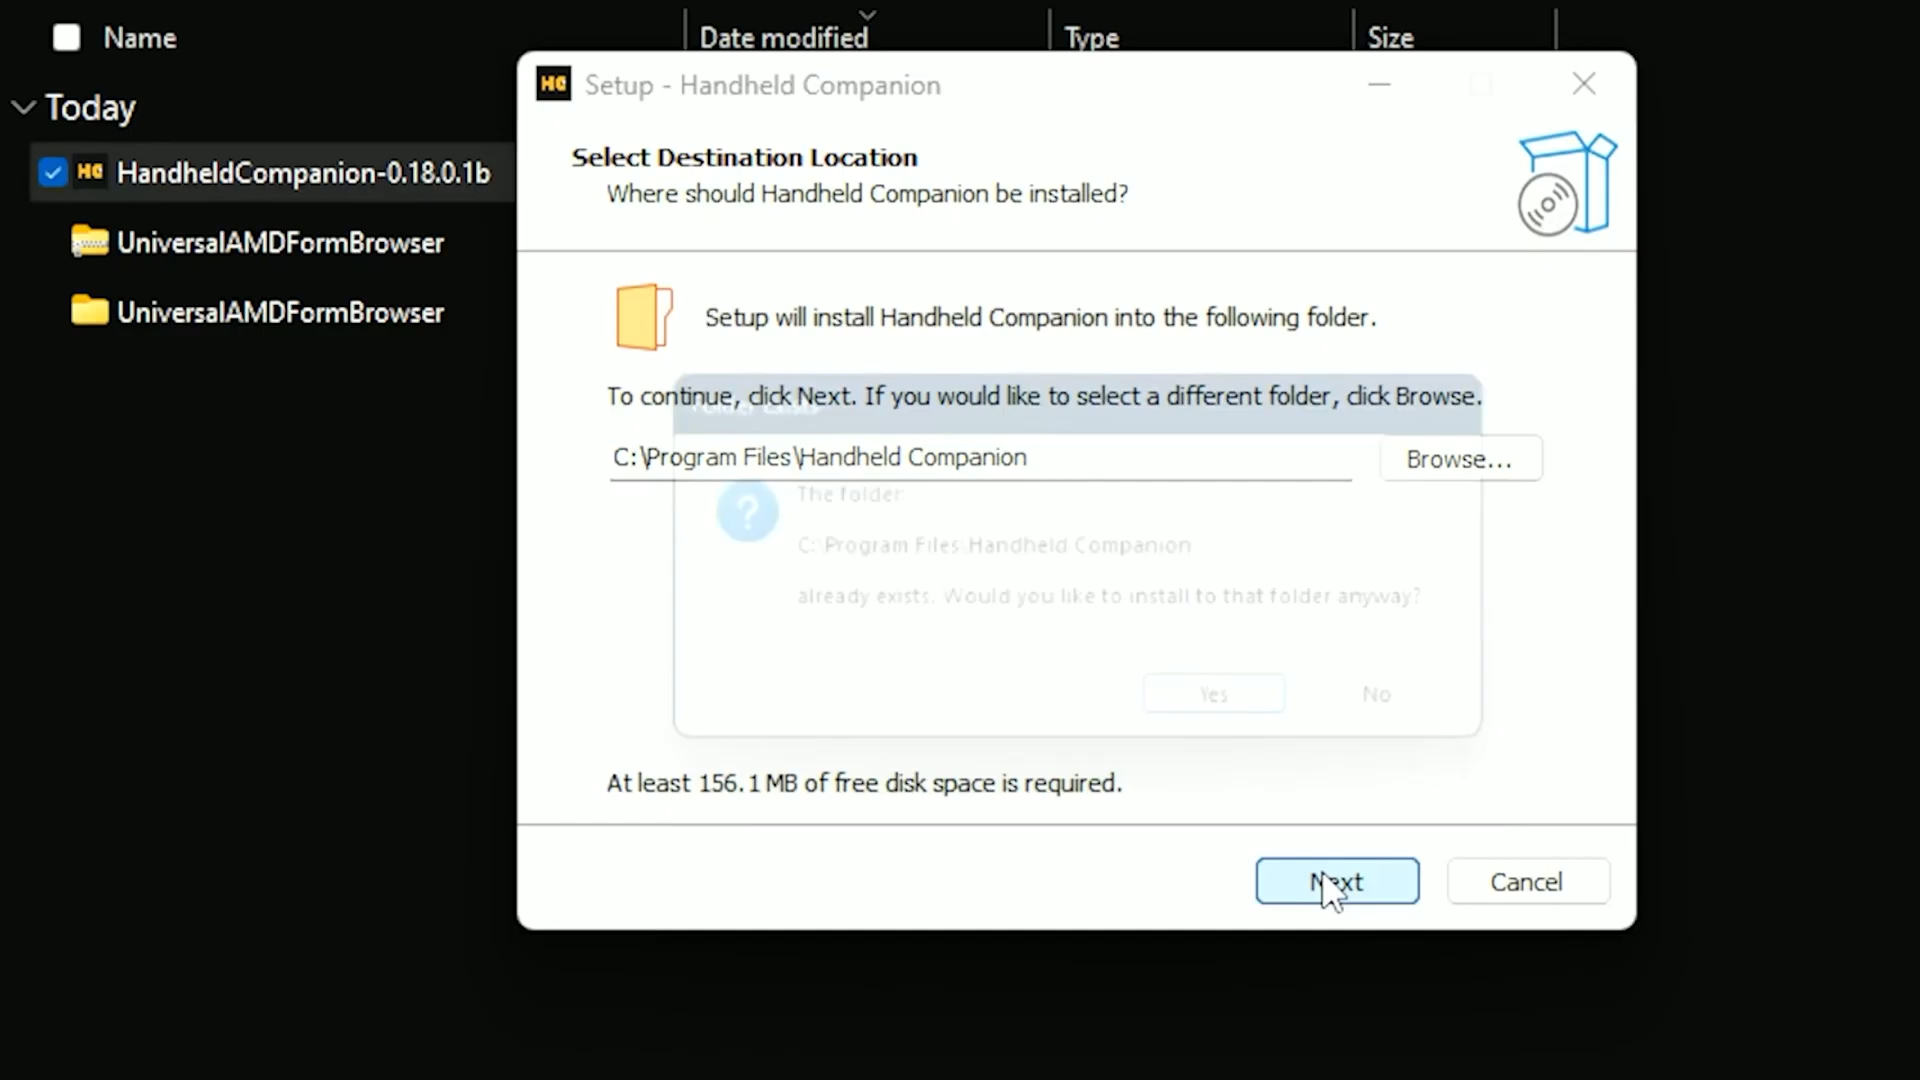 Name
Date modified
Type
Size
Today
HandheldCompanion-0.18.0.1b
UniversalAMDFormBrowser
UniversalAMDFormBrowser
HC
HC Setup - Handheld Companion
Select Destination Location
Where should Handheld Companion be installed?
Setup will install Handheld Companion into the following folder.
To continue, click Next. If you would like to select a different folder, click Browse.
Folder Exists
C:\Program Files\Handheld Companion
Browse...
?
The folder:
C:\Program Files\Handheld Companion
already exists. Would you like to install to that folder anyway?
Yes
No
At least 156.1 MB of free disk space is required.
Next
Cancel